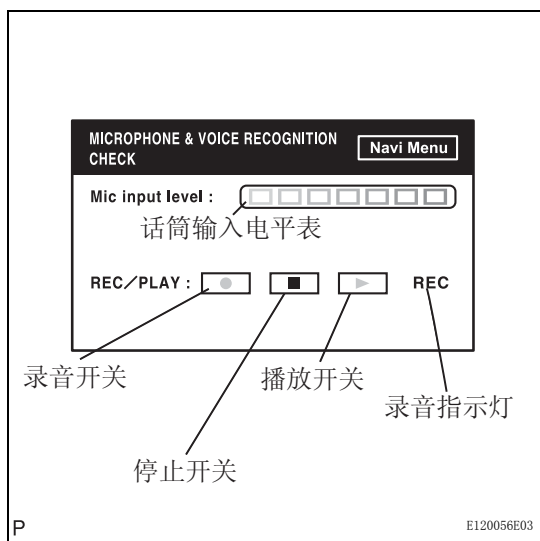 MICROPHONE & VOICE RECOGNITION
CHECK
Navi Menu
Mic input level :
话筒输入电平表
REC/PLAY :
REC
录音开关
播放开关
录音指示灯
停止开关
P
E120056E03